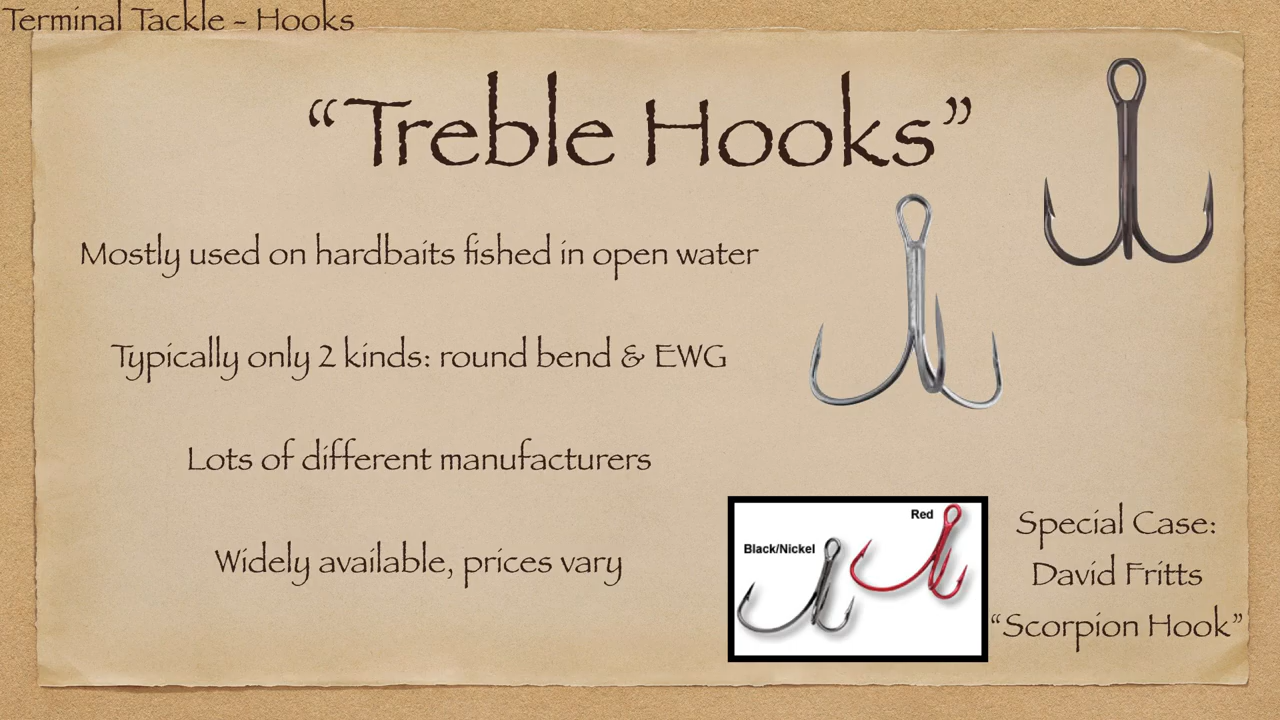 Terminal Tackle - Hooks
“Treble Hooks”
Mostly used on hardbaits fished in open water
Typically only 2 kinds: round bend & EWG
Lots of different manufacturers
Widely available, prices vary
Red
Black/Nickel
Special Case:
David Fritts
“Scorpion Hook”